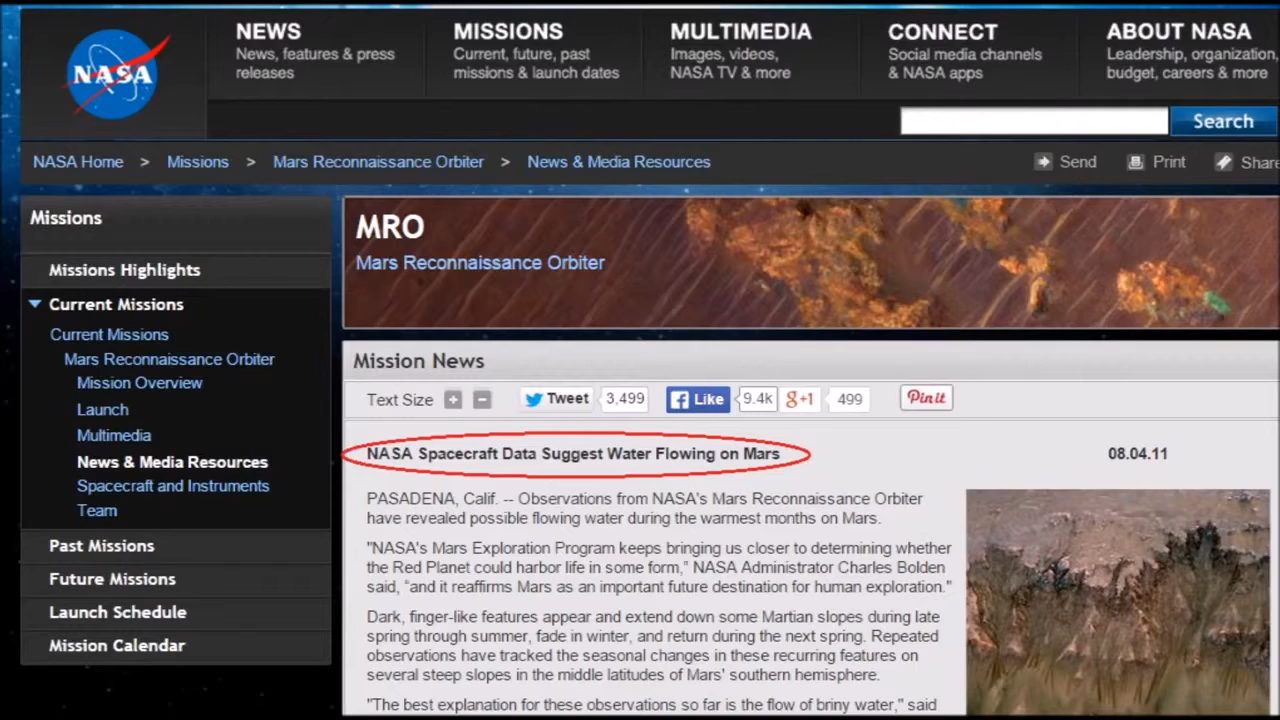 NASA
NEWS
News, features & press
releases
MISSIONS
Current, future, past
missions & launch dates
MULTIMEDIA
Images, videos,
NASA TV & more
CONNECT
Social media channels
& NASA apps
ABOUT NASA
Leadership, organization,
budget, careers & more
Search
NASA Home > Missions > Mars Reconnaissance Orbiter > News & Media Resources
Send Print Share
Missions
Missions Highlights
Current Missions
Current Missions
Mars Reconnaissance Orbiter
Mission Overview
Launch
Multimedia
News & Media Resources
Spacecraft and Instruments
Team
Past Missions
Future Missions
Launch Schedule
Mission Calendar
MRO
Mars Reconnaissance Orbiter
Mission News
Text Size + - Tweet 3,499 Like 9.4k g+1 499 Pin it
NASA Spacecraft Data Suggest Water Flowing on Mars 08.04.11
PASADENA, Calif. -- Observations from NASA's Mars Reconnaissance Orbiter
have revealed possible flowing water during the warmest months on Mars.
"NASA's Mars Exploration Program keeps bringing us closer to determining whether
the Red Planet could harbor life in some form,” NASA Administrator Charles Bolden
said, “and it reaffirms Mars as an important future destination for human exploration."
Dark, finger-like features appear and extend down some Martian slopes during late
spring through summer, fade in winter, and return during the next spring. Repeated
observations have tracked the seasonal changes in these recurring features on
several steep slopes in the middle latitudes of Mars' southern hemisphere.
"The best explanation for these observations so far is the flow of briny water," said